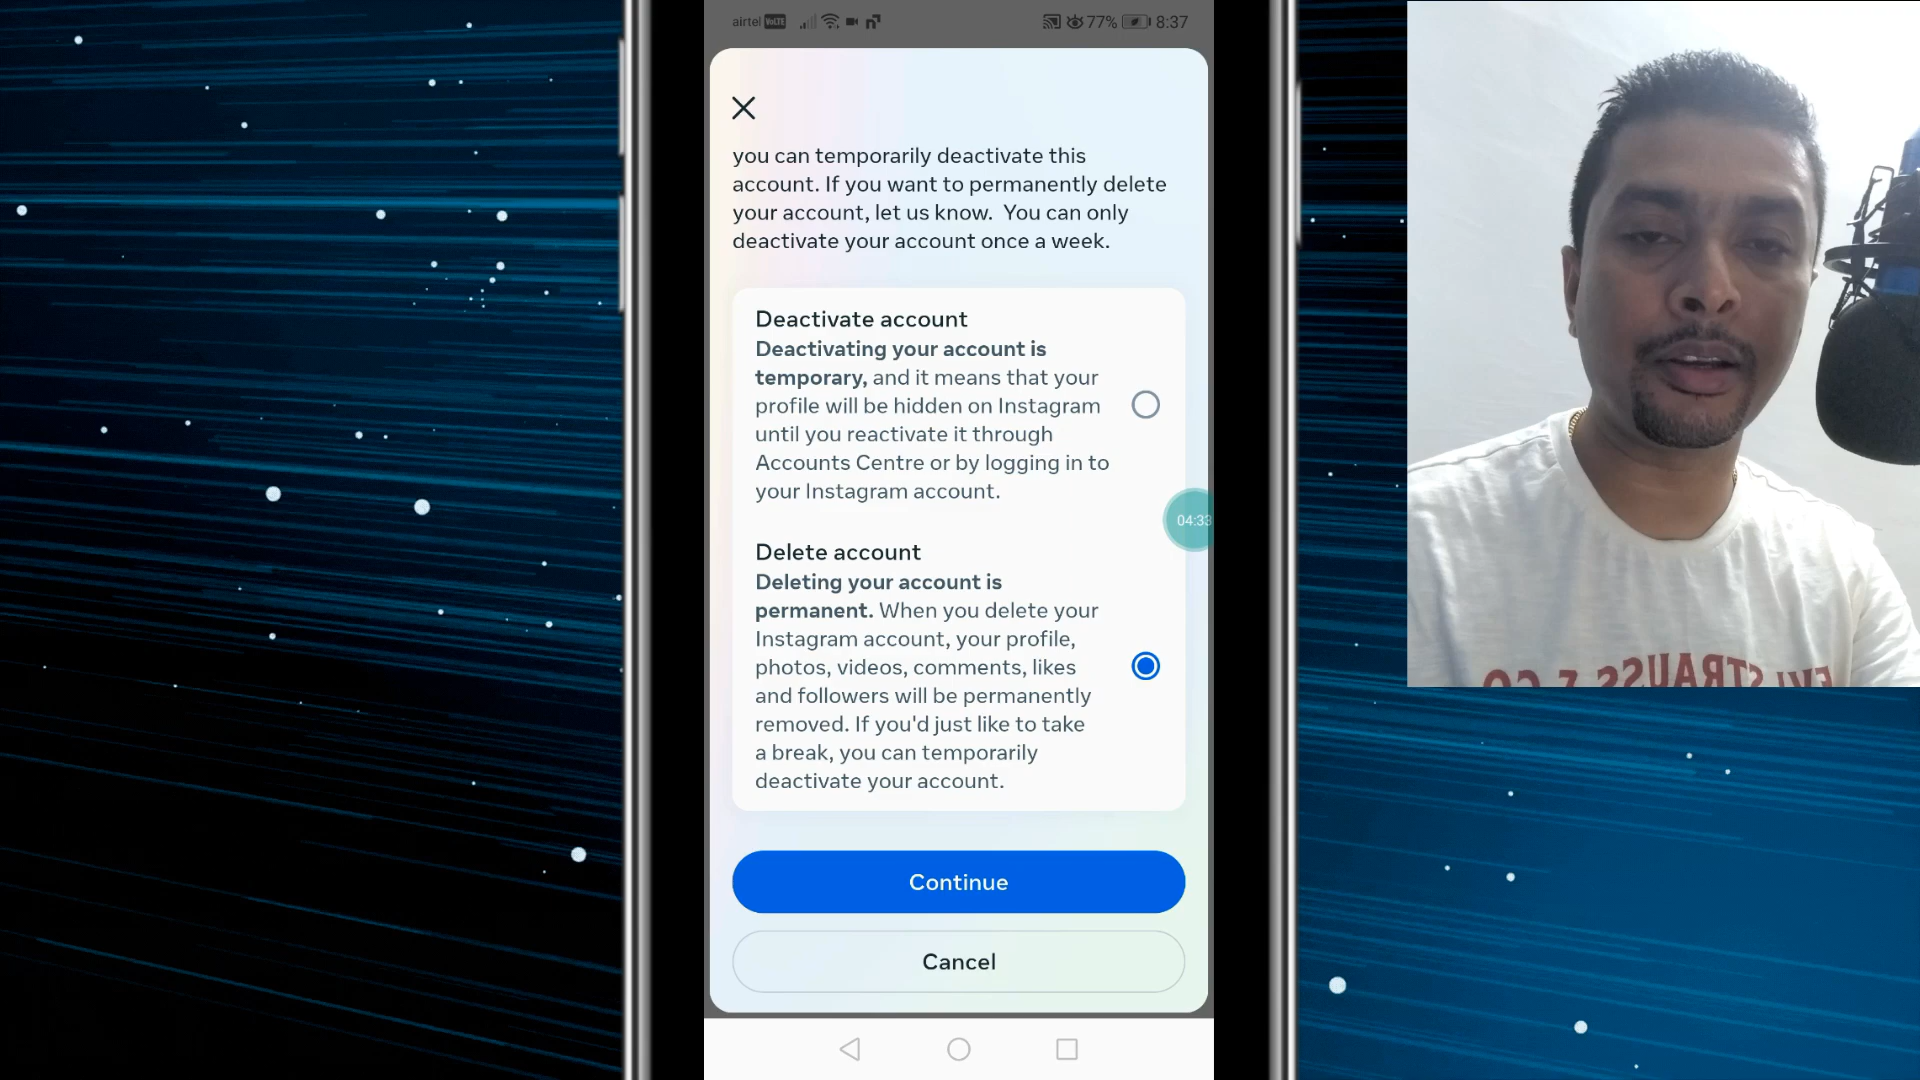 airtel VoLTE 77% 8:37
you can temporarily deactivate this
account. If you want to permanently delete
your account, let us know. You can only
deactivate your account once a week.
Deactivate account
Deactivating your account is
temporary, and it means that your
profile will be hidden on Instagram
until you reactivate it through
Accounts Centre or by logging in to
your Instagram account.
04:33
Delete account
Deleting your account is
permanent. When you delete your
Instagram account, your profile,
photos, videos, comments, likes
and followers will be permanently
removed. If you'd just like to take
a break, you can temporarily
deactivate your account.
Continue
Cancel